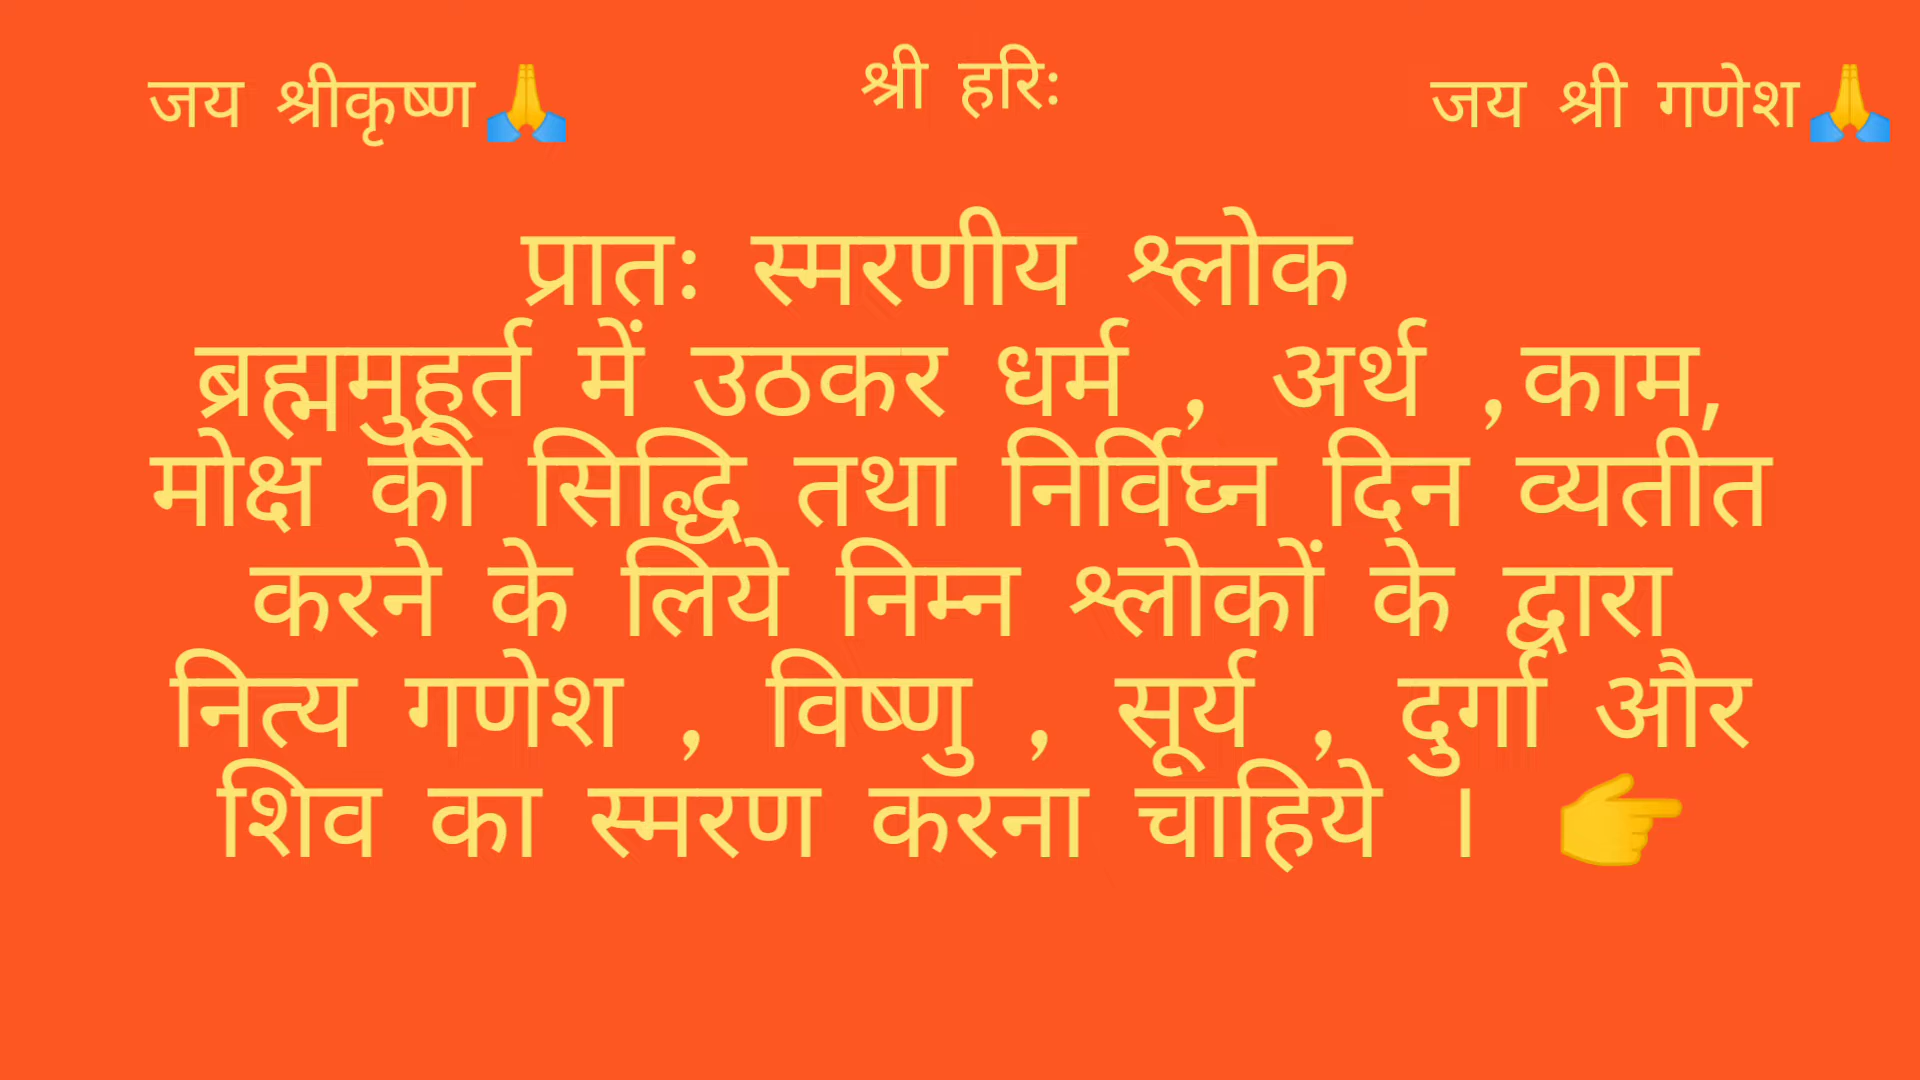 जय श्रीकृष्ण🙏
श्री हरिः
जय श्री गणेश🙏
प्रातः स्मरणीय श्लोक
ब्रह्ममुहूर्त में उठकर धर्म , अर्थ ,काम,
मोक्ष की सिद्धि तथा निर्विघ्न दिन व्यतीत
करने के लिये निम्न श्लोकों के द्वारा
नित्य गणेश , विष्णु , सूर्य , दुर्गा और
शिव का स्मरण करना चाहिये । 👉